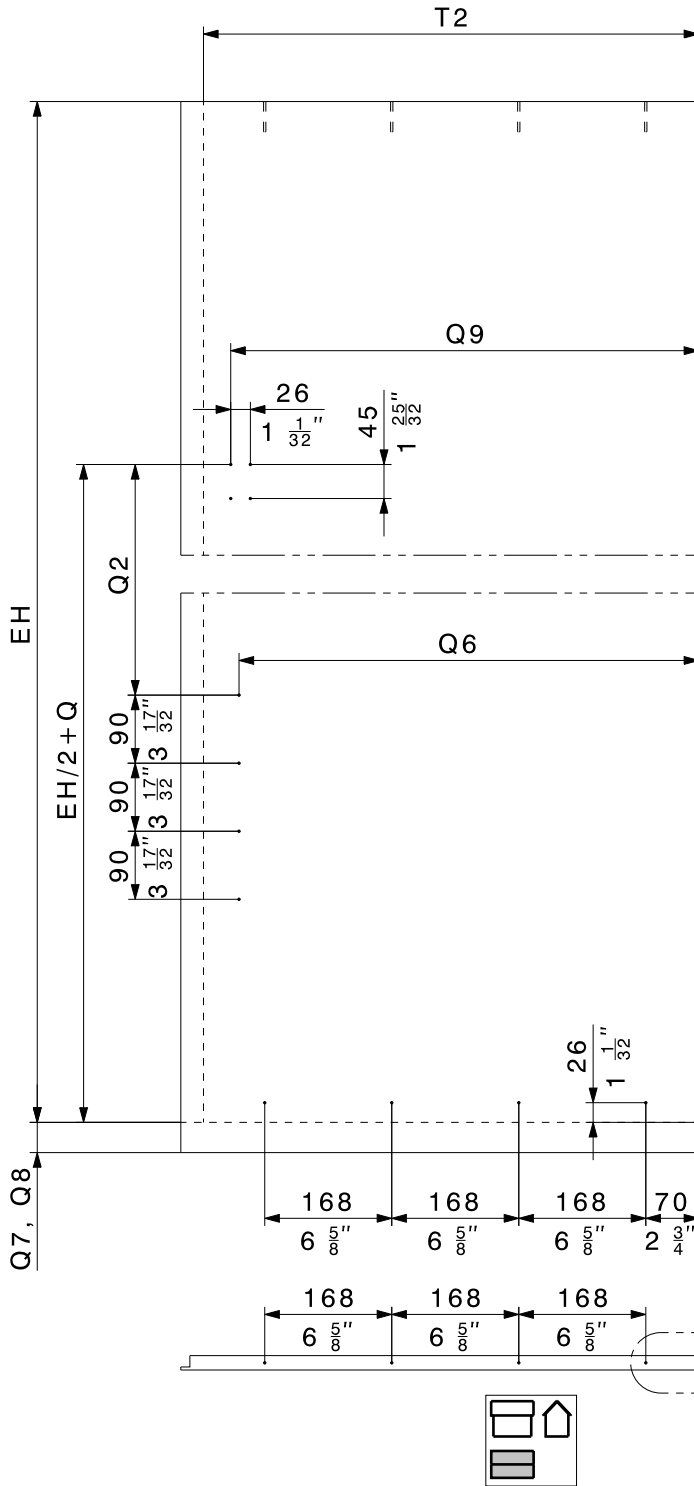 T2
Q9
26
1 1/32"
45
1 25/32"
Q2
EH
Q6
EH/2+Q
90
3 17/32"
90
3 17/32"
90
3 17/32"
26
1 1/32"
Q7, Q8
168 168 168 70
6 5/8" 6 5/8" 6 5/8" 2 3/4"
168 168 168
6 5/8" 6 5/8" 6 5/8"